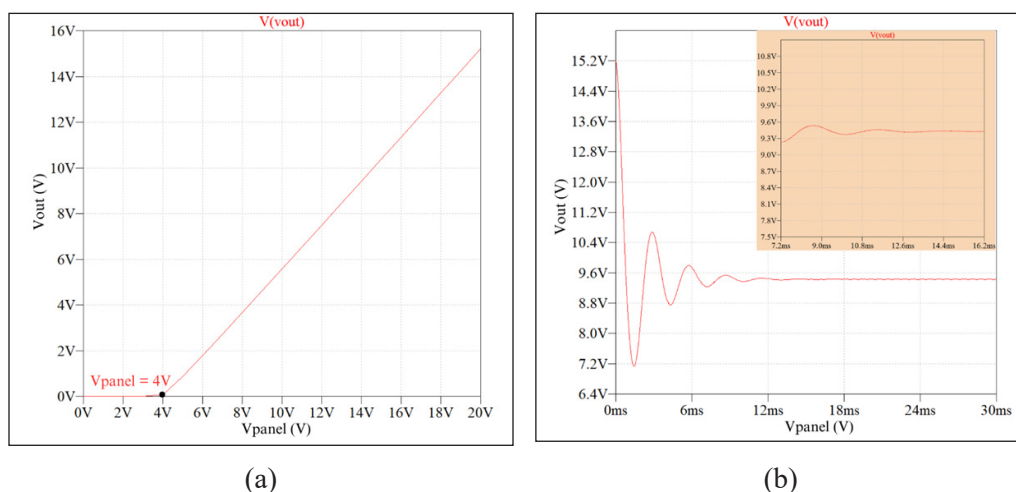 V(vout)
16V
14V
12V
10V
8V
6V
4V
2V
0V
Vout (V)
Vpanel = 4V
0V 2V 4V 6V 8V 10V 12V 14V 16V 18V 20V
Vpanel (V)
(a)
V(vout)
15.2V
14.4V
13.6V
12.8V
12.0V
11.2V
10.4V
9.6V
8.8V
8.0V
7.2V
6.4V
Vout (V)
0ms 6ms 12ms 18ms 24ms 30ms
Vpanel (V)
V(vout)
10.8V
10.5V
10.2V
9.9V
9.6V
9.3V
9.0V
8.7V
8.4V
8.1V
7.8V
7.5V
7.2ms 9.0ms 10.8ms 12.6ms 14.4ms 16.2ms
(b)